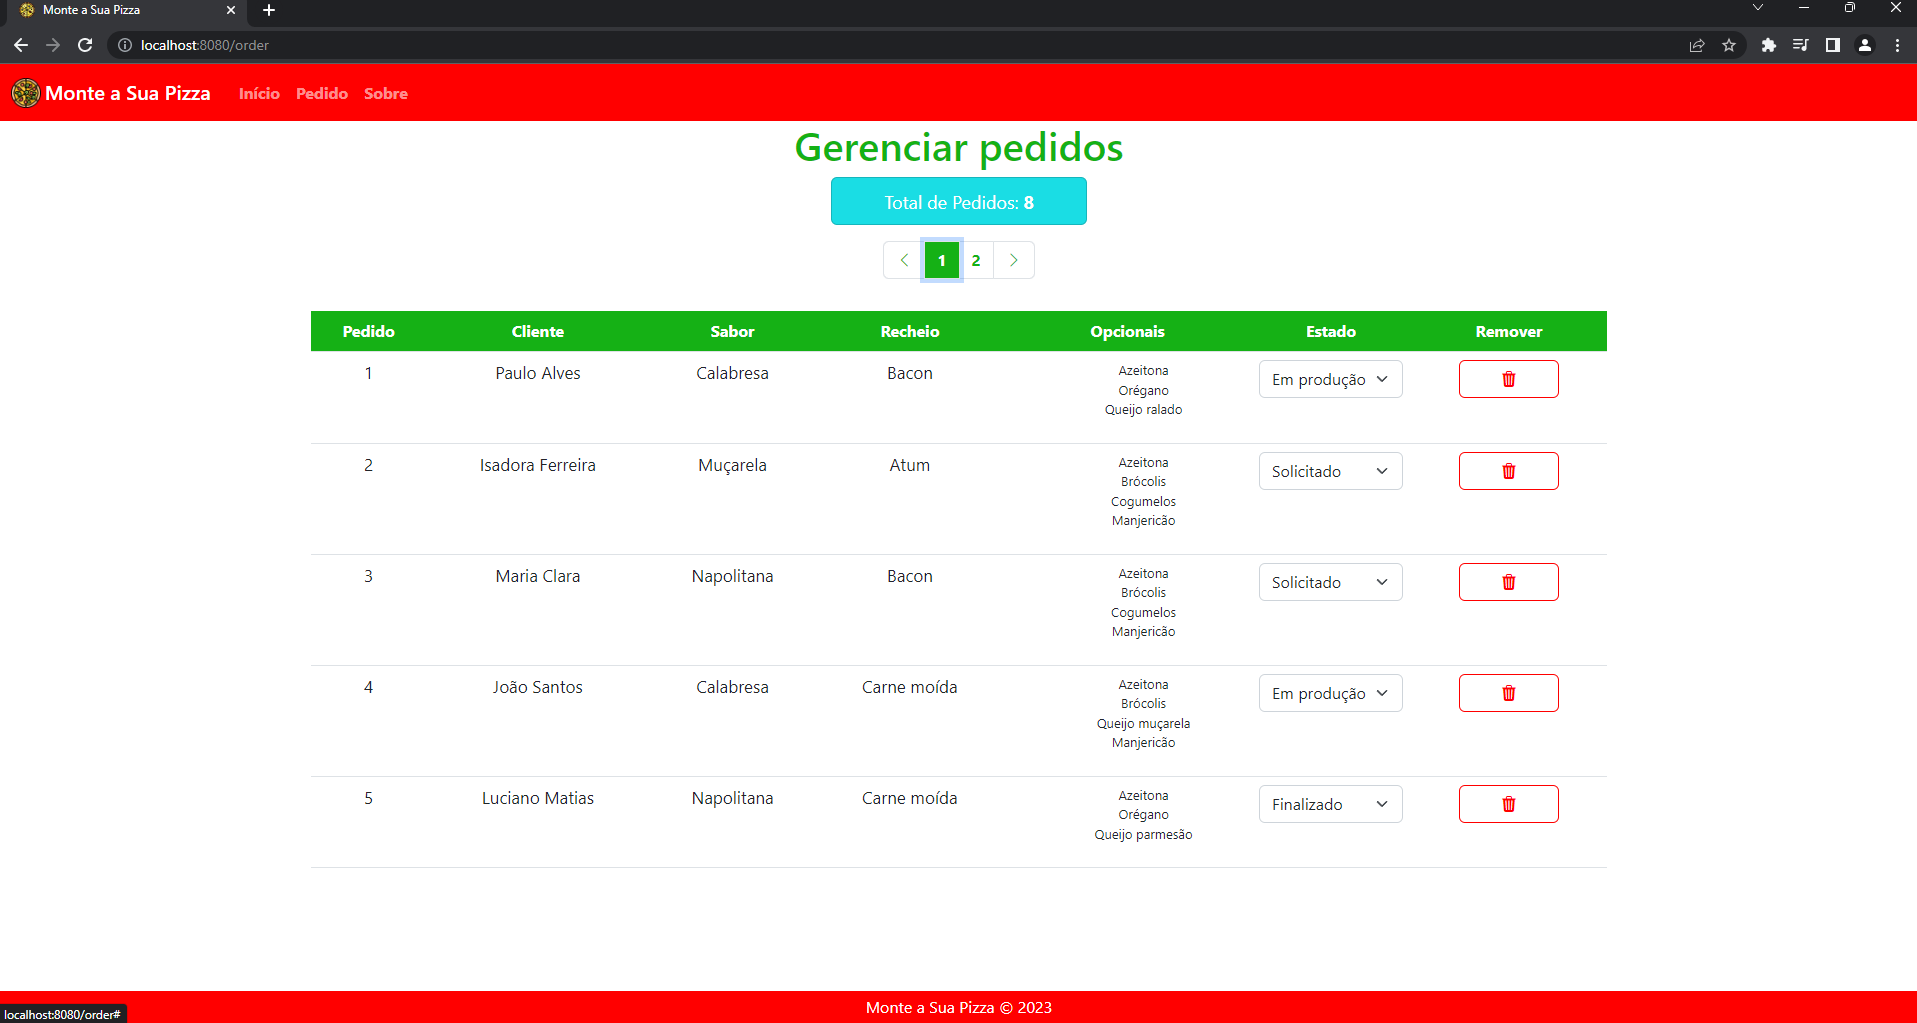 Monte a Sua Pizza
localhost:8080/order
Monte a Sua Pizza Início Pedido Sobre
Gerenciar pedidos
Total de Pedidos: 8
1 2
Pedido Cliente Sabor Recheio Opcionais Estado Remover
1 Paulo Alves Calabresa Bacon Azeitona Em produção
Orégano
Queijo ralado
2 Isadora Ferreira Muçarela Atum Azeitona Solicitado
Brócolis
Cogumelos
Manjericão
3 Maria Clara Napolitana Bacon Azeitona Solicitado
Brócolis
Cogumelos
Manjericão
4 João Santos Calabresa Carne moída Azeitona Em produção
Brócolis
Queijo muçarela
Manjericão
5 Luciano Matias Napolitana Carne moída Azeitona Finalizado
Orégano
Queijo parmesão
Monte a Sua Pizza © 2023
localhost:8080/order#